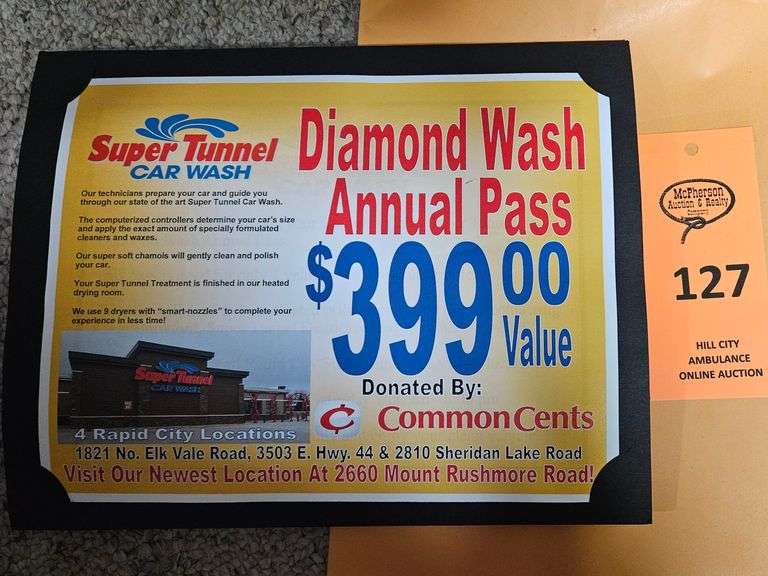 Super Tunnel
CAR WASH
Our technicians prepare your car and guide you
through our state of the art Super Tunnel Car Wash.
The computerized controllers determine your car's size
and apply the exact amount of specially formulated
cleaners and waxes.
Our super soft chamois will gently clean and polish
your car.
Your Super Tunnel Treatment is finished in our heated
drying room.
We use 9 dryers with "smart-nozzles" to complete your
experience in less time!
Super Tunnel
CAR WASH
4 Rapid City Locations
Diamond Wash
Annual Pass
$399.00
Value
Donated By:
¢ CommonCents
1821 No. Elk Vale Road, 3503 E. Hwy. 44 & 2810 Sheridan Lake Road
Visit Our Newest Location At 2660 Mount Rushmore Road!
McPherson
Auction & Realty
Company
127
HILL CITY
AMBULANCE
ONLINE AUCTION